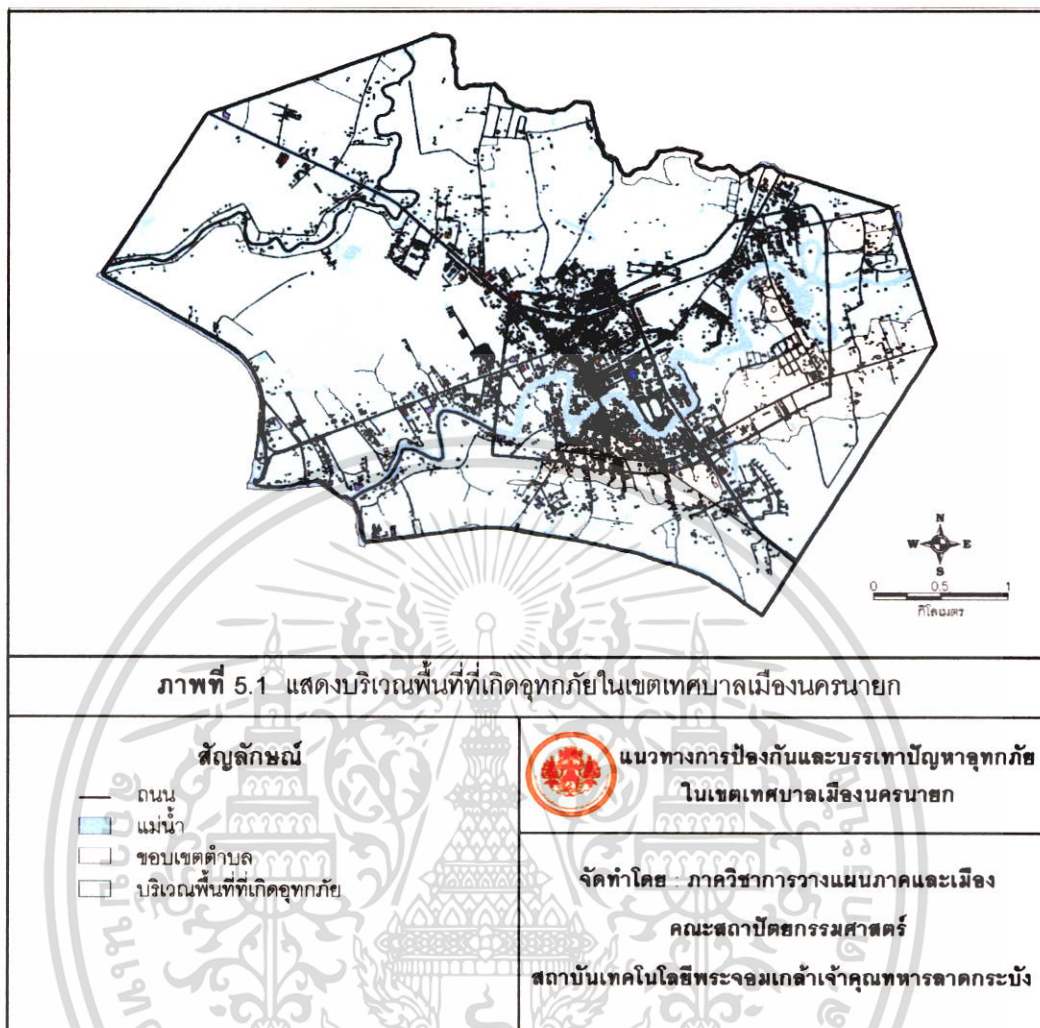 N
W E
S
0 0.5 1
กิโลเมตร
ภาพที่ 5.1 แสดงบริเวณพื้นที่ที่เกิดอุทกภัยในเขตเทศบาลเมืองนครนายก
สัญลักษณ์
ถนน
แม่น้ำ
ขอบเขตตำบล
บริเวณพื้นที่ที่เกิดอุทกภัย
แนวทางการป้องกันและบรรเทาปัญหาอุทกภัย
ในเขตเทศบาลเมืองนครนายก
จัดทำโดย : ภาควิชาการวางแผนภาคและเมือง
คณะสถาปัตยกรรมศาสตร์
สถาบันเทคโนโลยีพระจอมเกล้าเจ้าคุณทหารลาดกระบัง